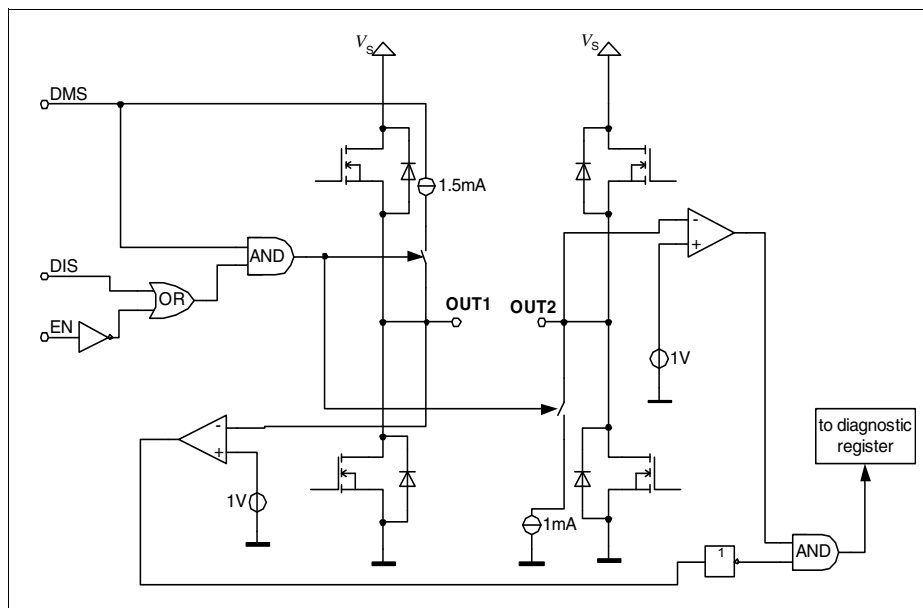 V_S
V_S
DMS
1.5mA
AND
DIS
OR
OUT1
OUT2
EN
1V
-
+
-
+
1V
1mA
to diagnostic
register
1
AND